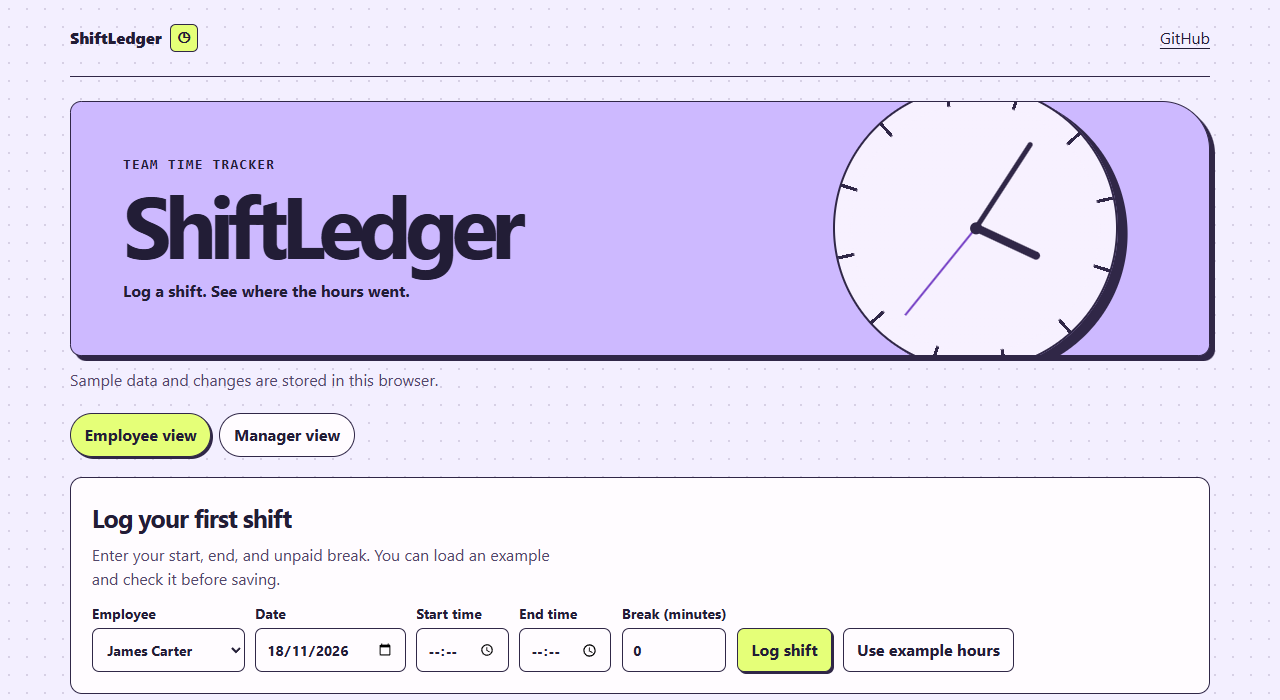 ShiftLedger
GitHub
TEAM TIME TRACKER
ShiftLedger
Log a shift. See where the hours went.
Sample data and changes are stored in this browser.
Employee view
Manager view
Log your first shift
Enter your start, end, and unpaid break. You can load an example
and check it before saving.
Employee
Date
Start time
End time
Break (minutes)
James Carter
18/11/2026
--:--
--:--
0
Log shift
Use example hours